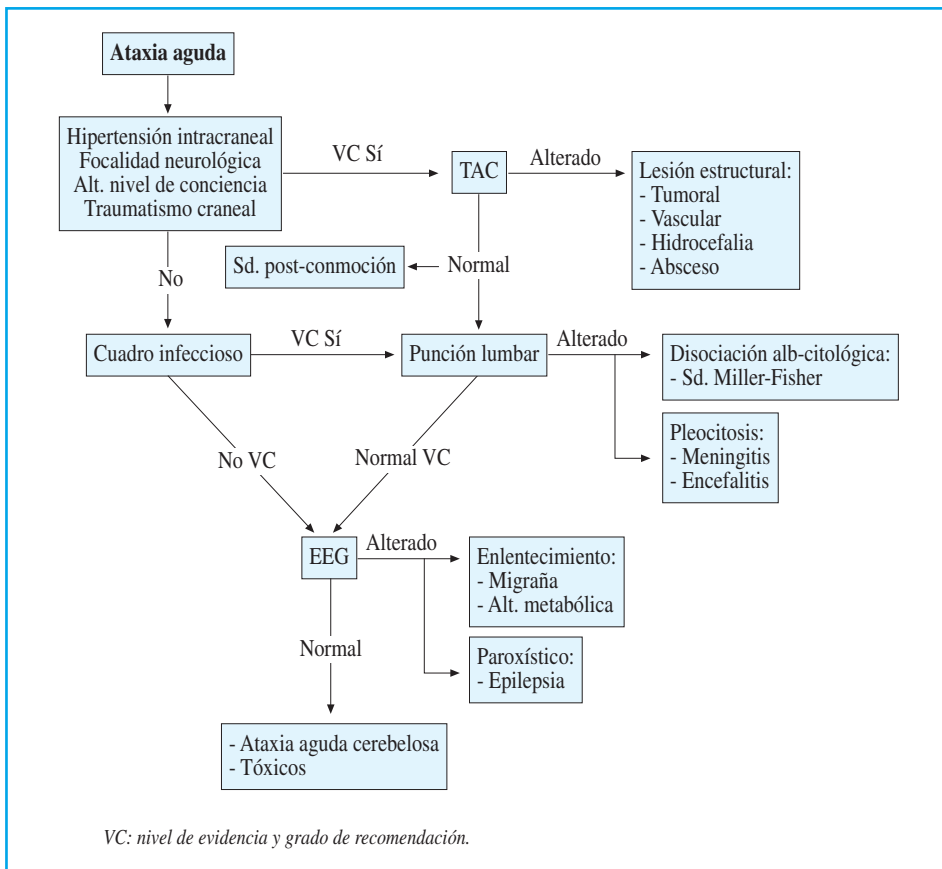 Ataxia aguda
Hipertensión intracraneal
Focalidad neurológica
Alt. nivel de conciencia
Traumatismo craneal
VC Sí
TAC
Alterado
Lesión estructural:
- Tumoral
- Vascular
- Hidrocefalia
- Absceso
No
Sd. post-conmoción
Normal
Cuadro infeccioso
VC Sí
Punción lumbar
Alterado
Disociación alb-citológica:
- Sd. Miller-Fisher
Pleocitosis:
- Meningitis
- Encefalitis
No VC
Normal VC
EEG
Alterado
Enlentecimiento:
- Migraña
- Alt. metabólica
Paroxístico:
- Epilepsia
Normal
- Ataxia aguda cerebelosa
- Tóxicos
VC: nivel de evidencia y grado de recomendación.